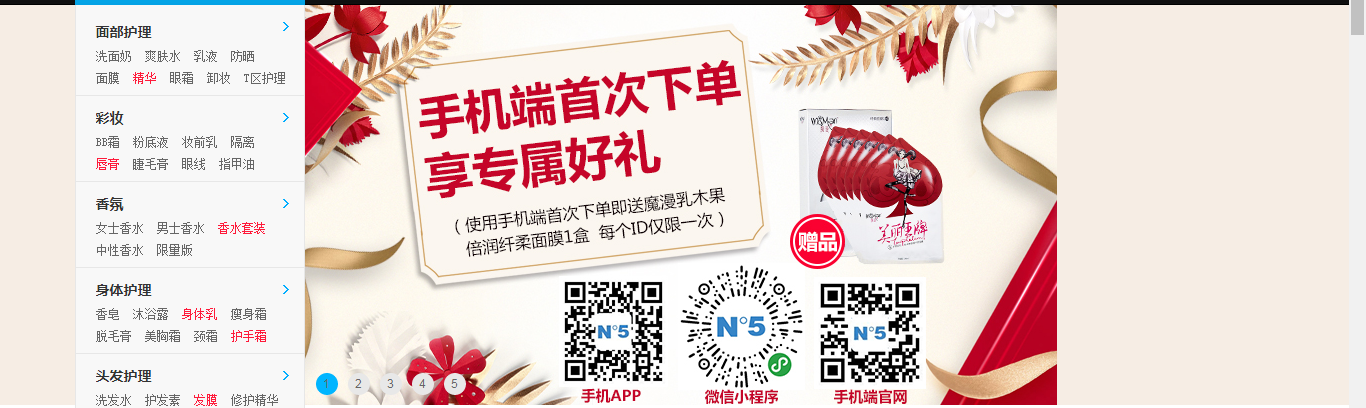 面部护理
洗面奶 爽肤水 乳液 防晒
面膜 精华 眼霜 卸妆 T区护理
彩妆
BB霜 粉底液 妆前乳 隔离
唇膏 睫毛膏 眼线 指甲油
香氛
女士香水 男士香水 香水套装
中性香水 限量版
身体护理
香皂 沐浴露 身体乳 瘦身霜
脱毛膏 美胸霜 颈霜 护手霜
头发护理
洗发水 护发素 发膜 修护精华
手机端首次下单
享专属好礼
（使用手机端首次下单即送魔漫乳木果
倍润纤柔面膜1盒 每个ID仅限一次）
赠品
N°5
N°5
N°5
手机APP
微信小程序
手机端官网
1 2 3 4 5